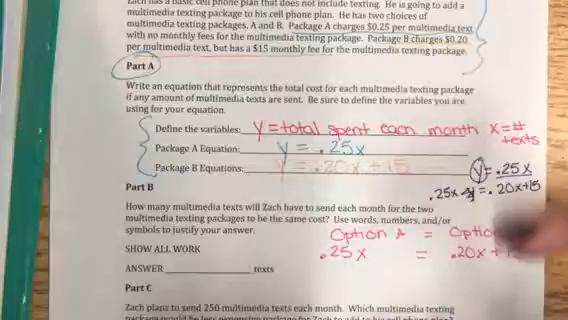 Zach has a basic cell phone plan that does not include texting. He is going to add a
multimedia texting package to his cell phone plan. He has two choices of
multimedia texting packages, A and B. Package A charges $0.25 per multimedia text
with no monthly fees for the multimedia texting package. Package B charges $0.20
per multimedia text, but has a $15 monthly fee for the multimedia texting package.
Part A
Write an equation that represents the total cost for each multimedia texting package
if any amount of multimedia texts are sent. Be sure to define the variables you are
using for your equation.
Define the variables: y = total spent each month x = #
texts
Package A Equation: y = .25x
Package B Equations: y = .20x + 15
y = .25x
.25x = .20x+15
Part B
How many multimedia texts will Zach have to send each month for the two
multimedia texting packages to be the same cost? Use words, numbers, and/or
symbols to justify your answer.
Option A = Optio
.25x = .20x +
SHOW ALL WORK
ANSWER ______________ texts
Part C
Zach plans to send 250 multimedia texts each month. Which multimedia texting